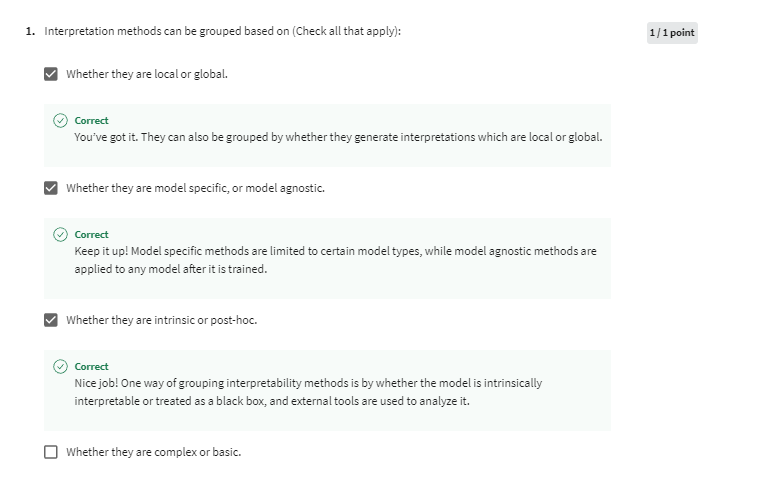 1. Interpretation methods can be grouped based on (Check all that apply):
1 / 1 point
Whether they are local or global.
Correct
You've got it. They can also be grouped by whether they generate interpretations which are local or global.
Whether they are model specific, or model agnostic.
Correct
Keep it up! Model specific methods are limited to certain model types, while model agnostic methods are
applied to any model after it is trained.
Whether they are intrinsic or post-hoc.
Correct
Nice job! One way of grouping interpretability methods is by whether the model is intrinsically
interpretable or treated as a black box, and external tools are used to analyze it.
Whether they are complex or basic.